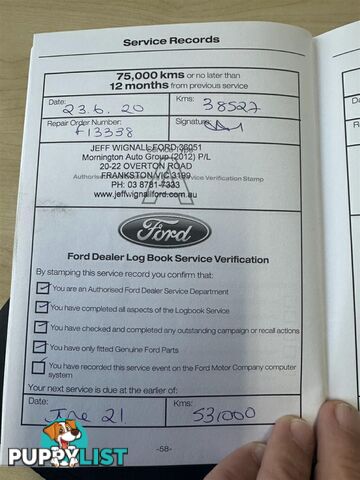 Service Records
75,000 kms or no later than
12 months from previous service
Date: 23.6.20
Kms: 38527
Repair Order Number: F13338
Signature:
JEFF WIGNALL FORD 36051
Mornington Auto Group (2012) P/L
20-22 OVERTON ROAD
FRANKSTON VIC 3199
PH: 03 8781-7333
www.jeffwignallford.com.au
Service Verification Stamp
A
Ford
Ford Dealer Log Book Service Verification
By stamping this service record you confirm that:
You are an Authorised Ford Dealer Service Department
You have completed all aspects of the Logbook Service
You have checked and completed any outstanding campaign or recall actions
You have only fitted Genuine Ford Parts
You have recorded this service event on the Ford Motor Company computer
system
Your next service is due at the earlier of:
Date: June 21
Kms: 531000
-58-
PUPPYLIST